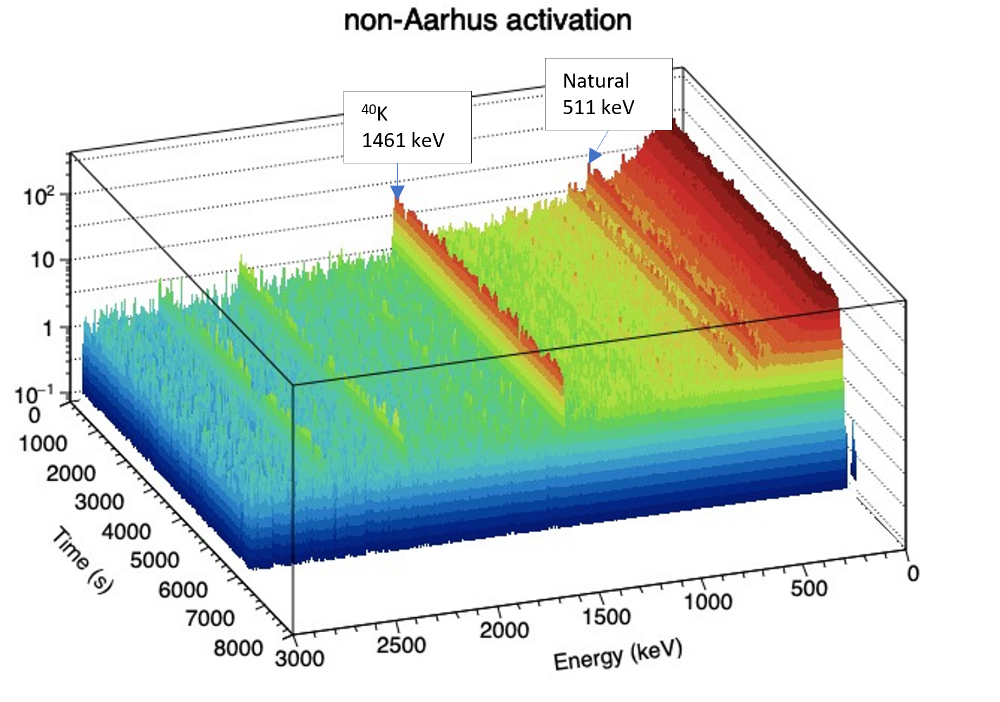 non-Aarhus activation
Natural
511 keV
⁴⁰K
1461 keV
10²
10
1
10⁻¹
0
1000
2000
3000
4000
5000
6000
7000
8000
Time (s)
3000
2500
2000
1500
1000
500
0
Energy (keV)